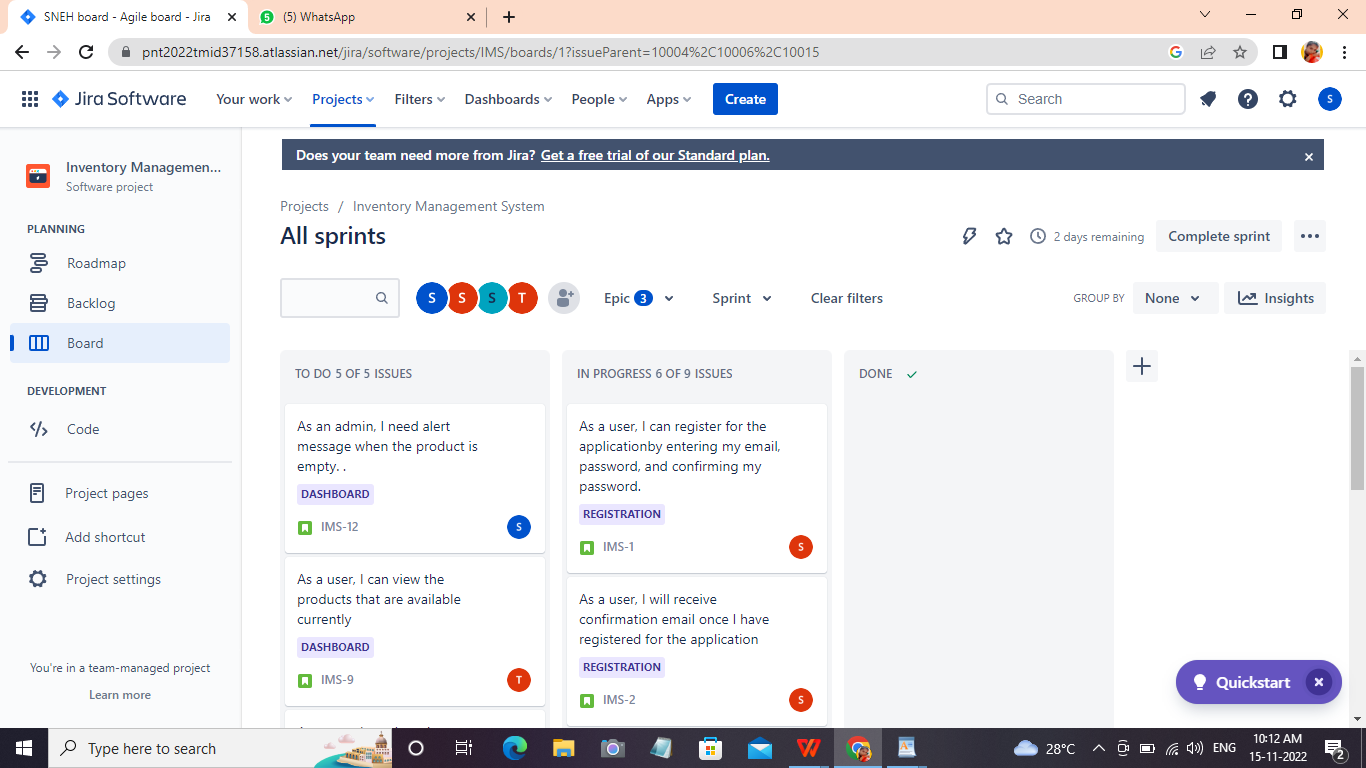 SNEH board - Agile board - Jira
(5) WhatsApp
pnt2022tmid37158.atlassian.net/jira/software/projects/IMS/boards/1?issueParent=10004%2C10006%2C10015
Jira Software
Your work
Projects
Filters
Dashboards
People
Apps
Create
Search
S
Inventory Managemen...
Software project
Does your team need more from Jira? Get a free trial of our Standard plan.
PLANNING
Roadmap
Backlog
Board
DEVELOPMENT
Code
Project pages
Add shortcut
Project settings
You're in a team-managed project
Learn more
Projects / Inventory Management System
All sprints
2 days remaining
Complete sprint
S S S T
Epic 3
Sprint
Clear filters
GROUP BY
None
Insights
TO DO 5 OF 5 ISSUES
As an admin, I need alert
message when the product is
empty. .
DASHBOARD
IMS-12
S
As a user, I can view the
products that are available
currently
DASHBOARD
IMS-9
T
IN PROGRESS 6 OF 9 ISSUES
As a user, I can register for the
applicationby entering my email,
password, and confirming my
password.
REGISTRATION
IMS-1
S
As a user, I will receive
confirmation email once I have
registered for the application
REGISTRATION
IMS-2
S
DONE
Quickstart
Type here to search
28°C
ENG
10:12 AM
15-11-2022
2